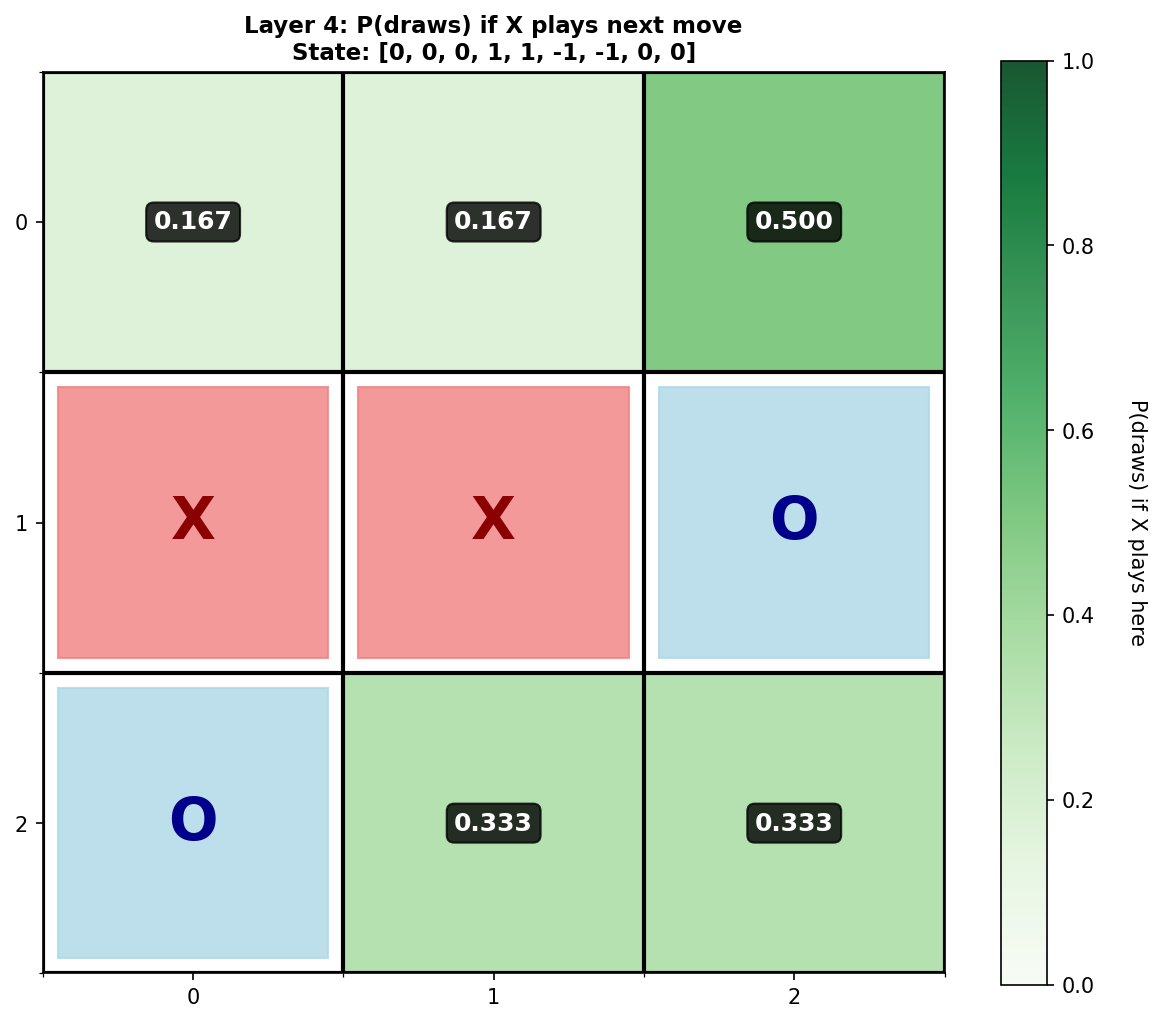 Layer 4: P(draws) if X plays next move
State: [0, 0, 0, 1, 1, -1, -1, 0, 0]
0
0.167
0.167
0.500
1
X
X
O
2
O
0.333
0.333
0
1
2
1.0
0.8
0.6
0.4
0.2
0.0
P(draws) if X plays here